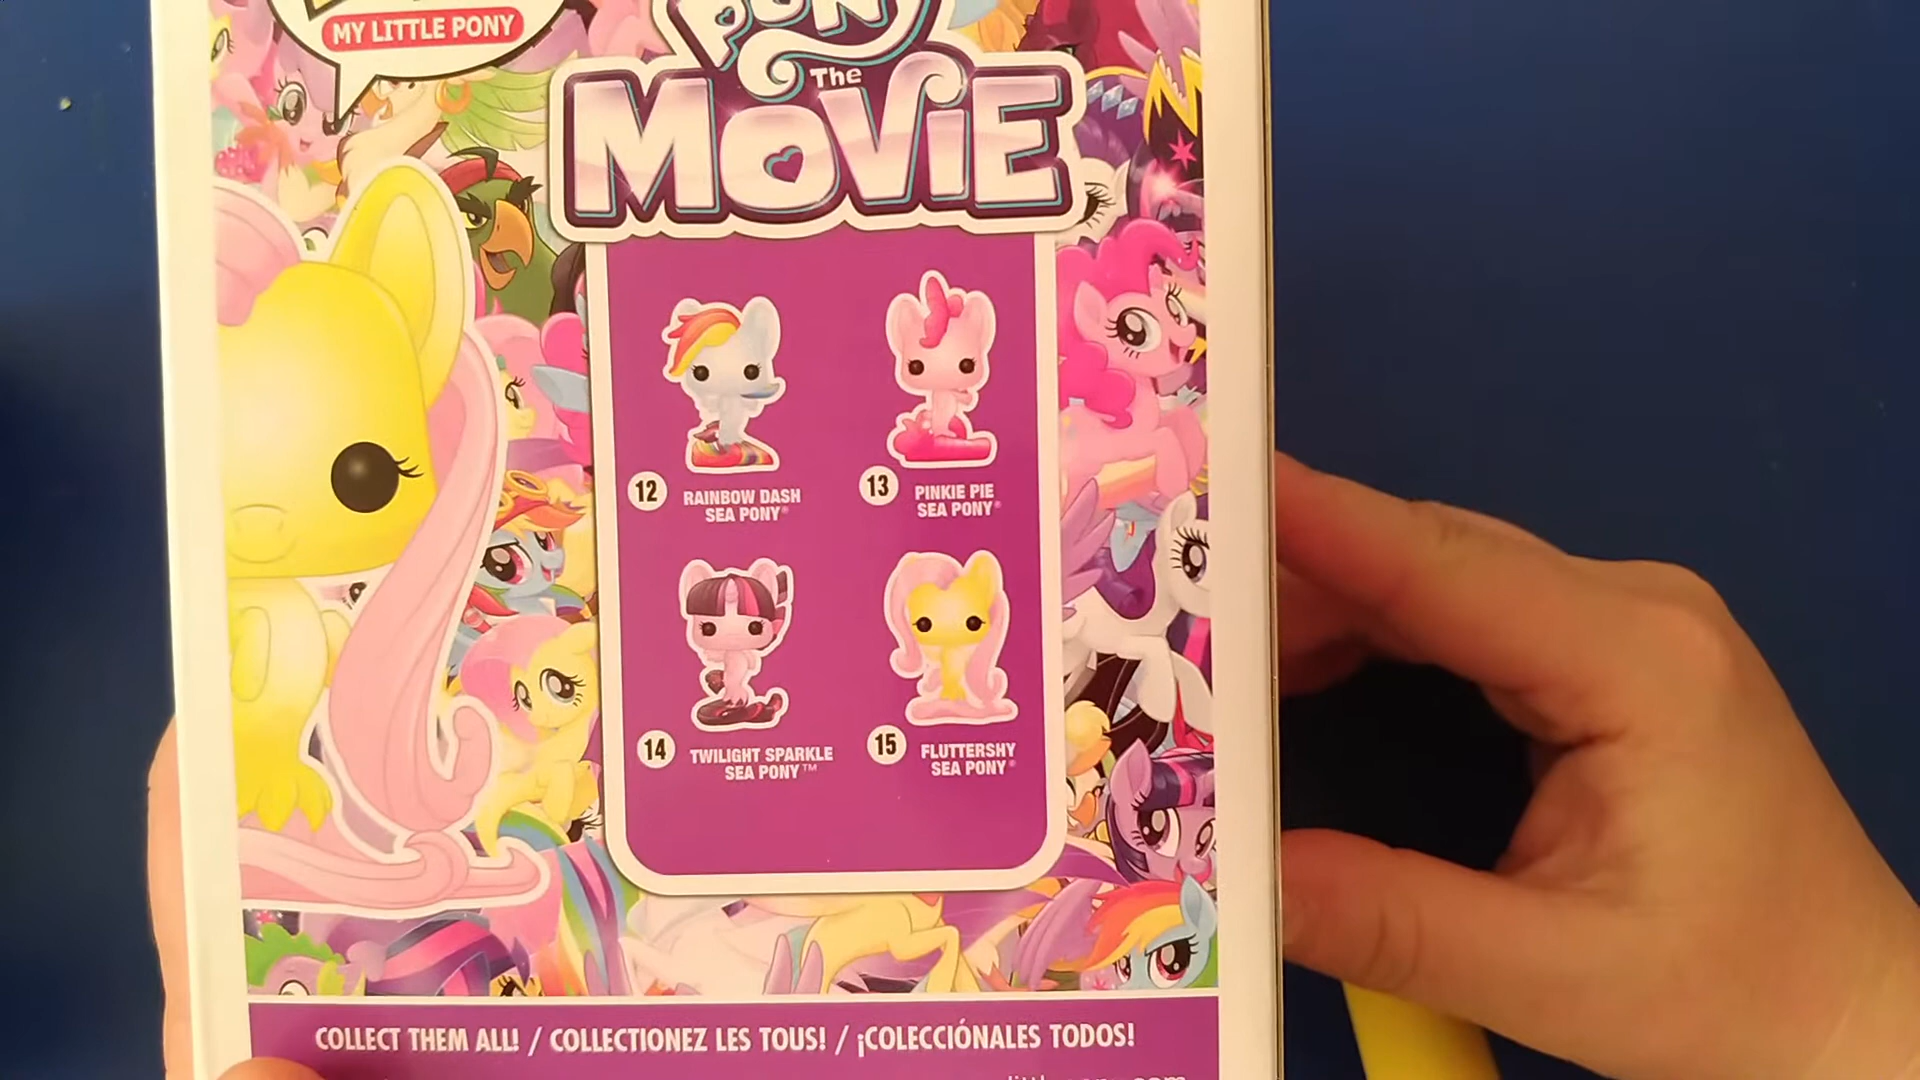 MY LITTLE PONY
PONY
The
MOVIE
12
RAINBOW DASH
SEA PONY®
13
PINKIE PIE
SEA PONY®
14
TWILIGHT SPARKLE
SEA PONY™
15
FLUTTERSHY
SEA PONY®
COLLECT THEM ALL! / COLLECTIONEZ LES TOUS! / ¡COLECCIÓNALES TODOS!